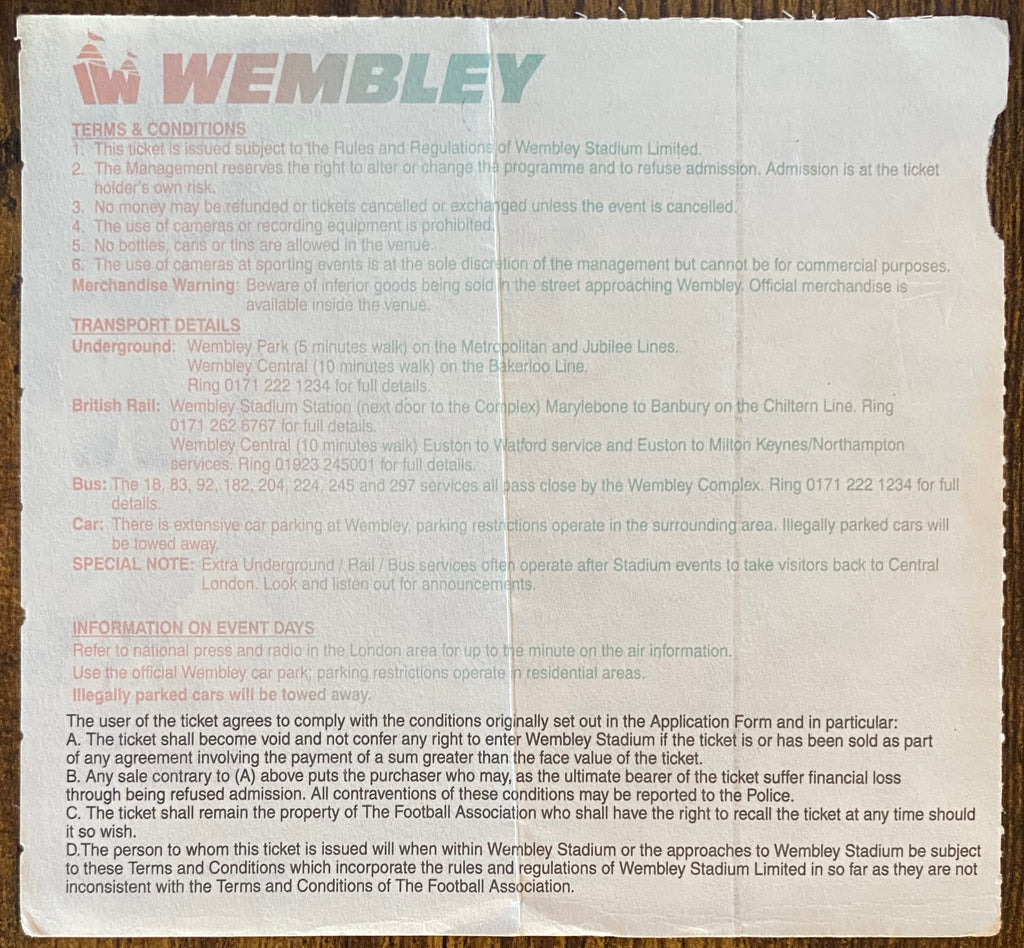 WEMBLEY
TERMS & CONDITIONS
1. This ticket is issued subject to the Rules and Regulations of Wembley Stadium Limited.
2. The Management reserves the right to alter or change the programme and to refuse admission. Admission is at the ticket
holder's own risk.
3. No money may be refunded or tickets cancelled or exchanged unless the event is cancelled.
4. The use of cameras or recording equipment is prohibited.
5. No bottles, cans or tins are allowed in the venue.
6. The use of cameras at sporting events is at the sole discretion of the management but cannot be for commercial purposes.
Merchandise Warning: Beware of inferior goods being sold in the street approaching Wembley. Official merchandise is
available inside the venue.
TRANSPORT DETAILS
Underground: Wembley Park (5 minutes walk) on the Metropolitan and Jubilee Lines.
Wembley Central (10 minutes walk) on the Bakerloo Line.
Ring 0171 222 1234 for full details.
British Rail: Wembley Stadium Station (next door to the Complex) Marylebone to Banbury on the Chiltern Line. Ring
0171 262 6767 for full details.
Wembley Central (10 minutes walk) Euston to Watford service and Euston to Milton Keynes/Northampton
services. Ring 01923 245001 for full details.
Bus: The 18, 83, 92, 182, 204, 224, 245 and 297 services all pass close by the Wembley Complex. Ring 0171 222 1234 for full
details.
Car: There is extensive car parking at Wembley, parking restrictions operate in the surrounding area. Illegally parked cars will
be towed away.
SPECIAL NOTE: Extra Underground / Rail / Bus services often operate after Stadium events to take visitors back to Central
London. Look and listen out for announcements.
INFORMATION ON EVENT DAYS
Refer to national press and radio in the London area for up to the minute on the air information.
Use the official Wembley car park; parking restrictions operate in residential areas.
Illegally parked cars will be towed away.
The user of the ticket agrees to comply with the conditions originally set out in the Application Form and in particular:
A. The ticket shall become void and not confer any right to enter Wembley Stadium if the ticket is or has been sold as part
of any agreement involving the payment of a sum greater than the face value of the ticket.
B. Any sale contrary to (A) above puts the purchaser who may, as the ultimate bearer of the ticket suffer financial loss
through being refused admission. All contraventions of these conditions may be reported to the Police.
C. The ticket shall remain the property of The Football Association who shall have the right to recall the ticket at any time should
it so wish.
D.The person to whom this ticket is issued will when within Wembley Stadium or the approaches to Wembley Stadium be subject
to these Terms and Conditions which incorporate the rules and regulations of Wembley Stadium Limited in so far as they are not
inconsistent with the Terms and Conditions of The Football Association.